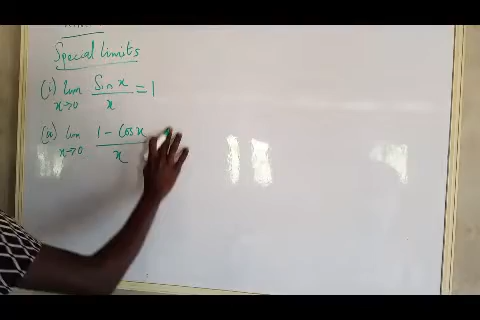 Special limits
(i) lim x→0 Sin x / x = 1
(ii) lim x→0 1 - Cos x / x